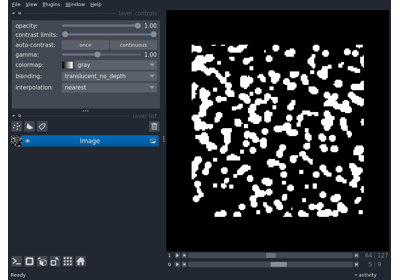 File View Plugins Window Help
layer controls
opacity: 1.00
contrast limits:
auto-contrast: once continuous
gamma: 1.00
colormap: gray
blending: translucent_no_depth
interpolation: nearest
layer list
Image
1 64 127
0 5 9
Ready activity